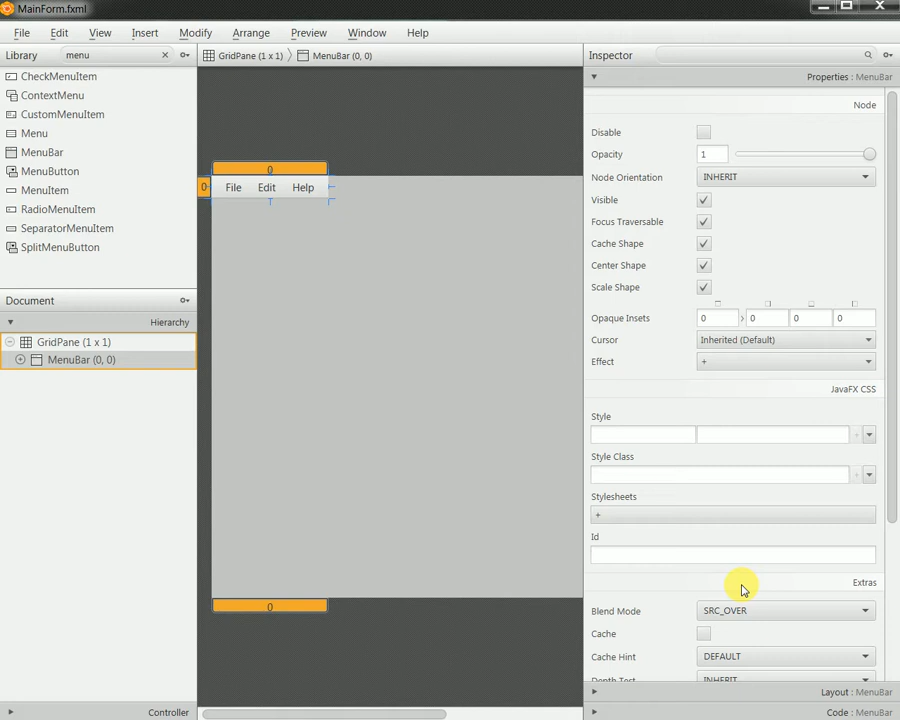 MainForm.fxml
File Edit View Insert Modify Arrange Preview Window Help
Library menu
CheckMenuItem
ContextMenu
CustomMenuItem
Menu
MenuBar
MenuButton
MenuItem
RadioMenuItem
SeparatorMenuItem
SplitMenuButton
Document
Hierarchy
GridPane (1 x 1)
MenuBar (0, 0)
Controller
GridPane (1 x 1) MenuBar (0, 0)
0
0 File Edit Help
0
Inspector
Properties : MenuBar
Node
Disable
Opacity 1
Node Orientation INHERIT
Visible
Focus Traversable
Cache Shape
Center Shape
Scale Shape
Opaque Insets 0 0 0 0
Cursor Inherited (Default)
Effect +
JavaFX CSS
Style
+
Style Class
+
Stylesheets
+
Id
Extras
Blend Mode SRC_OVER
Cache
Cache Hint DEFAULT
Depth Test INHERIT
Layout : MenuBar
Code : MenuBar